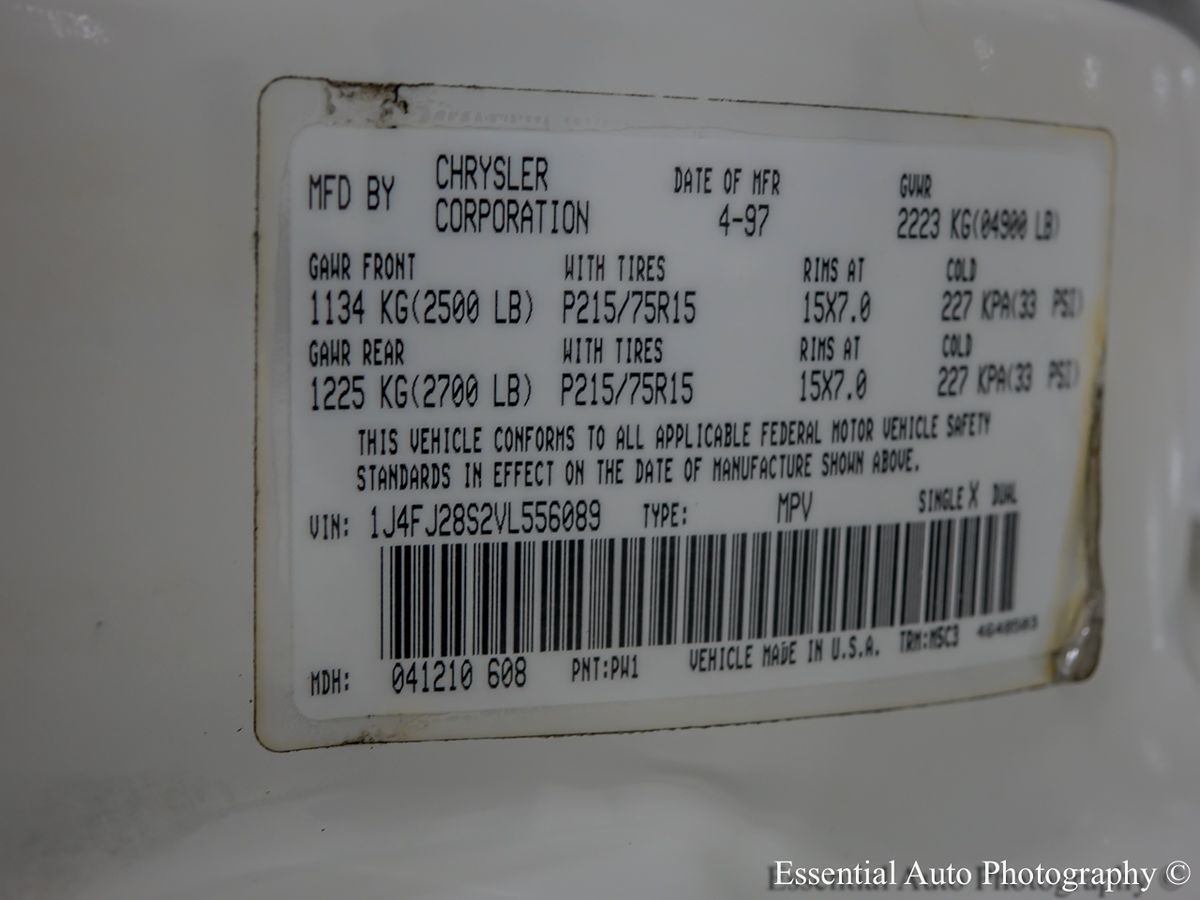 MFD BY CHRYSLER CORPORATION DATE OF MFR 4-97 GVWR 2223 KG(04900 LB)
GAWR FRONT WITH TIRES RIMS AT COLD
1134 KG(2500 LB) P215/75R15 15X7.0 227 KPA(33 PSI)
GAWR REAR WITH TIRES RIMS AT COLD
1225 KG(2700 LB) P215/75R15 15X7.0 227 KPA(33 PSI)
THIS VEHICLE CONFORMS TO ALL APPLICABLE FEDERAL MOTOR VEHICLE SAFETY
STANDARDS IN EFFECT ON THE DATE OF MANUFACTURE SHOWN ABOVE.
VIN: 1J4FJ28S2VL556089 TYPE: MPV SINGLE X DUAL
MDH: 041210 608 PNT:PW1 VEHICLE MADE IN U.S.A. TRM:M5C3 4648503
Essential Auto Photography ©